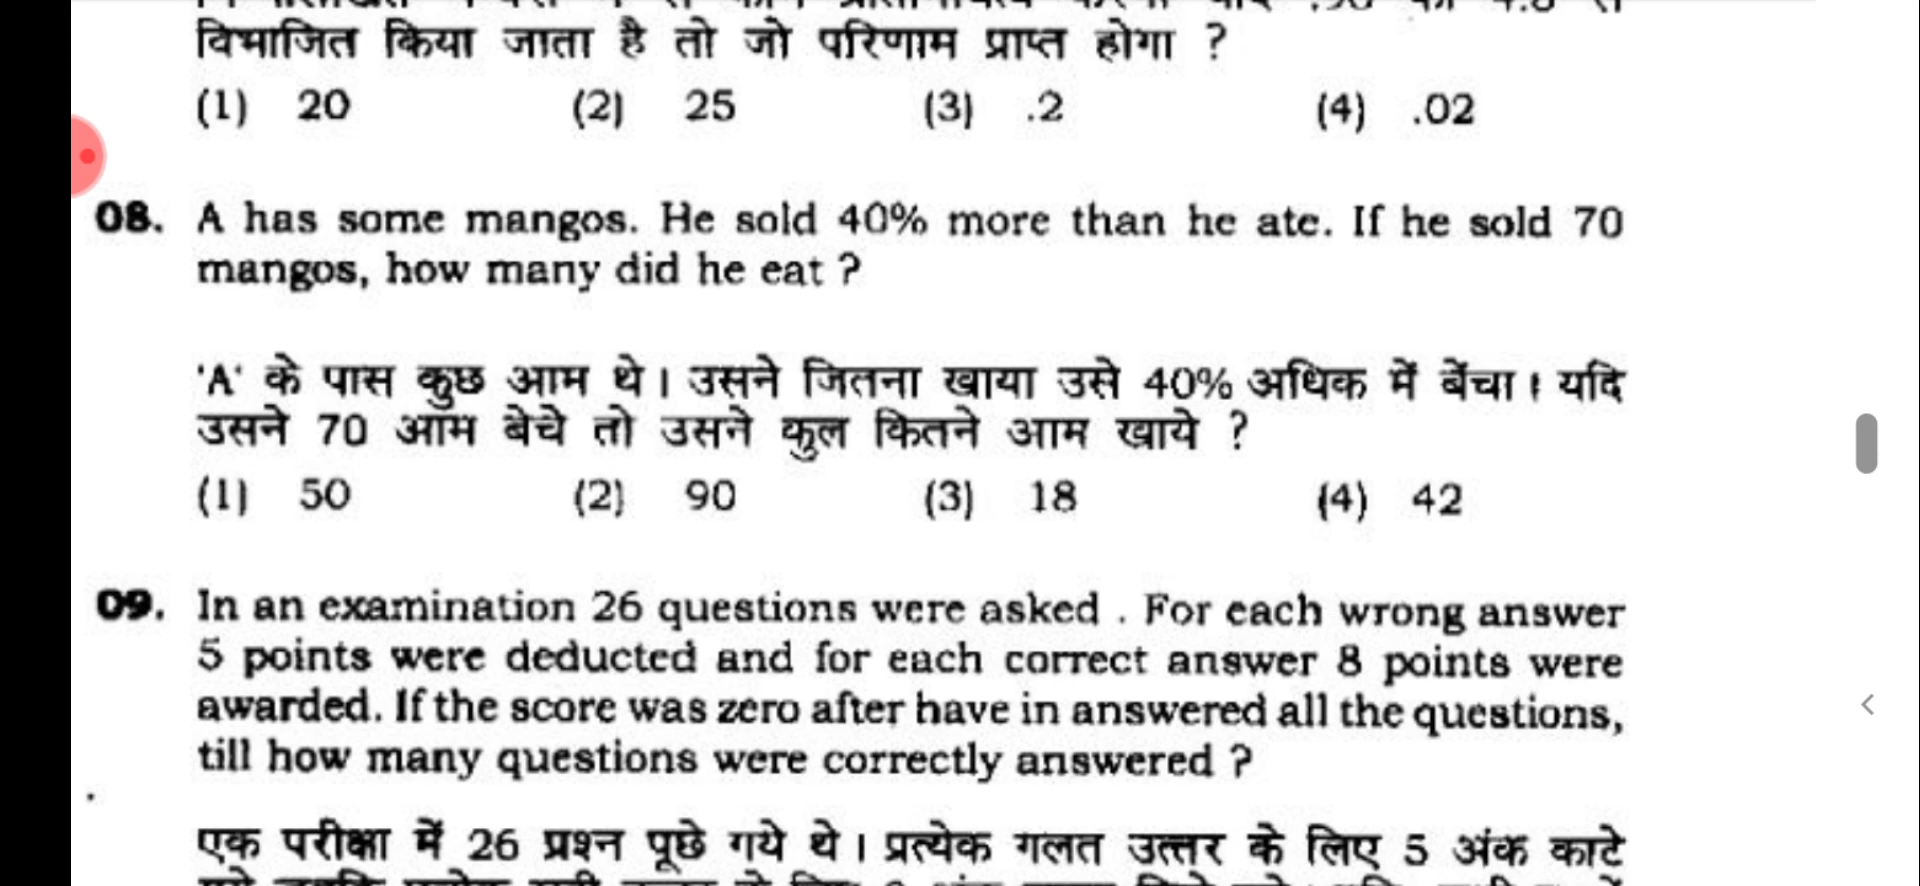 विभाजित किया जाता है तो जो परिणाम प्राप्त होगा ?
(1) 20 (2) 25 (3) .2 (4) .02
08. A has some mangos. He sold 40% more than he ate. If he sold 70
mangos, how many did he eat ?
'A' के पास कुछ आम थे। उसने जितना खाया उसे 40% अधिक में बेंचा। यदि
उसने 70 आम बेचे तो उसने कुल कितने आम खाये ?
(1) 50 (2) 90 (3) 18 (4) 42
09. In an examination 26 questions were asked . For each wrong answer
5 points were deducted and for each correct answer 8 points were
awarded. If the score was zero after have in answered all the questions,
till how many questions were correctly answered ?
एक परीक्षा में 26 प्रश्न पूछे गये थे। प्रत्येक गलत उत्तर के लिए 5 अंक काटे